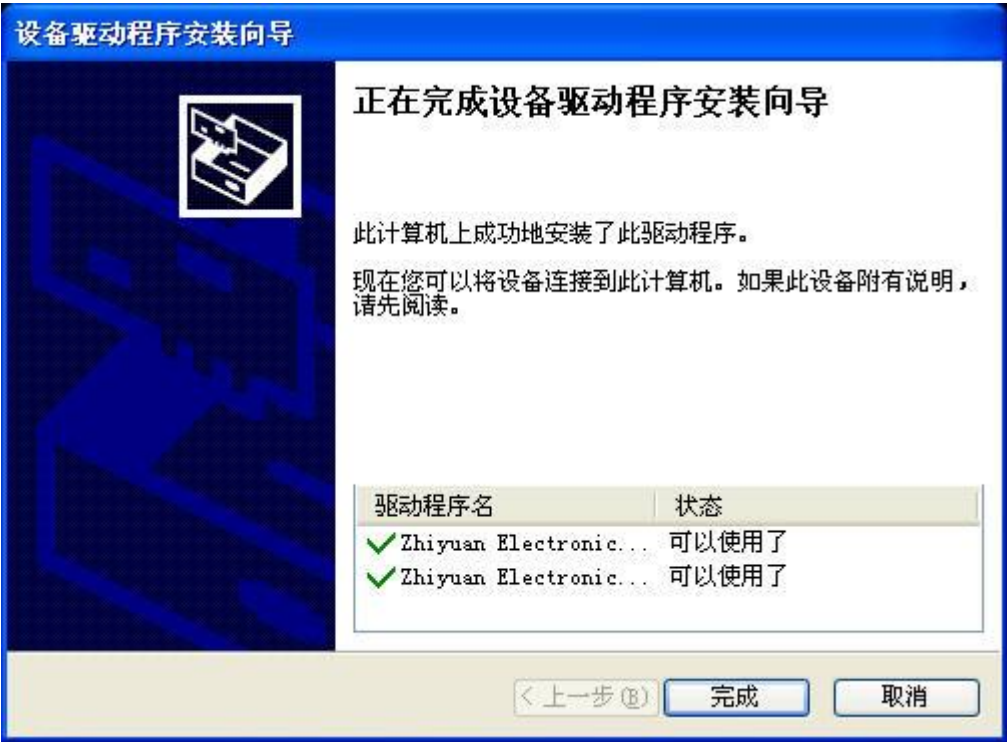 设备驱动程序安装向导
正在完成设备驱动程序安装向导
此计算机上成功地安装了此驱动程序。
现在您可以将设备连接到此计算机。如果此设备附有说明，
请先阅读。
驱动程序名 状态
Zhiyuan Electronic... 可以使用了
Zhiyuan Electronic... 可以使用了
< 上一步(B) 完成 取消